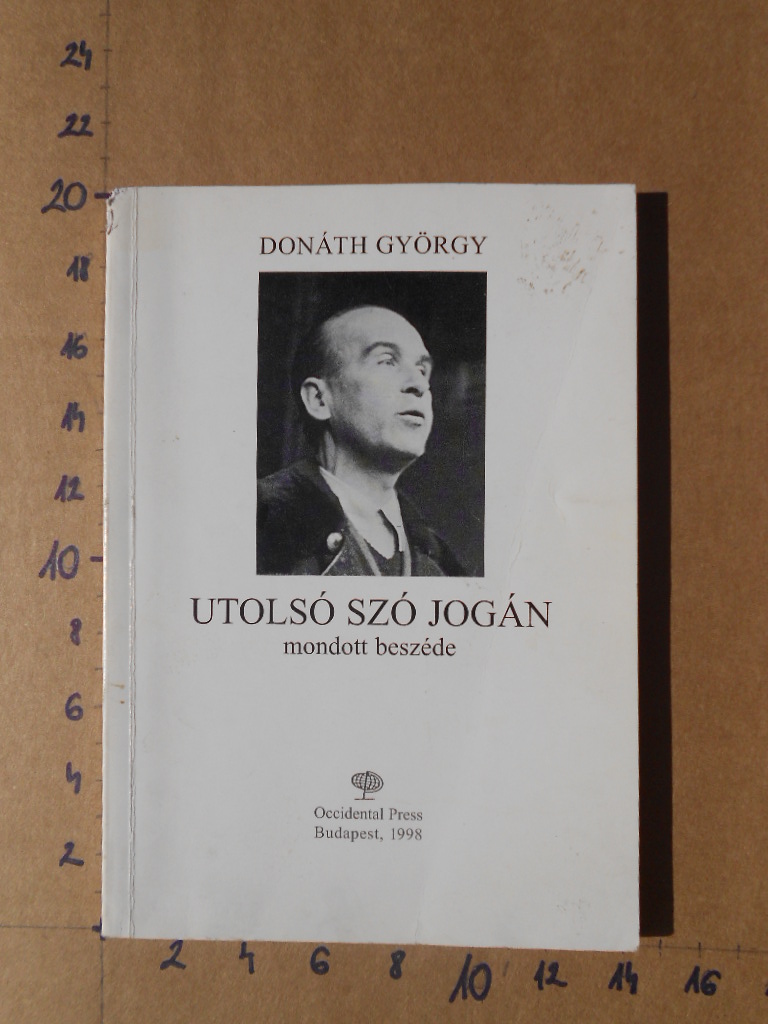 24
22
20
18
16
14
12
10
8
6
4
2
DONÁTH GYÖRGY
UTOLSÓ SZÓ JOGÁN
mondott beszéde
Occidental Press
Budapest, 1998
2 4 6 8 10 12 14 16